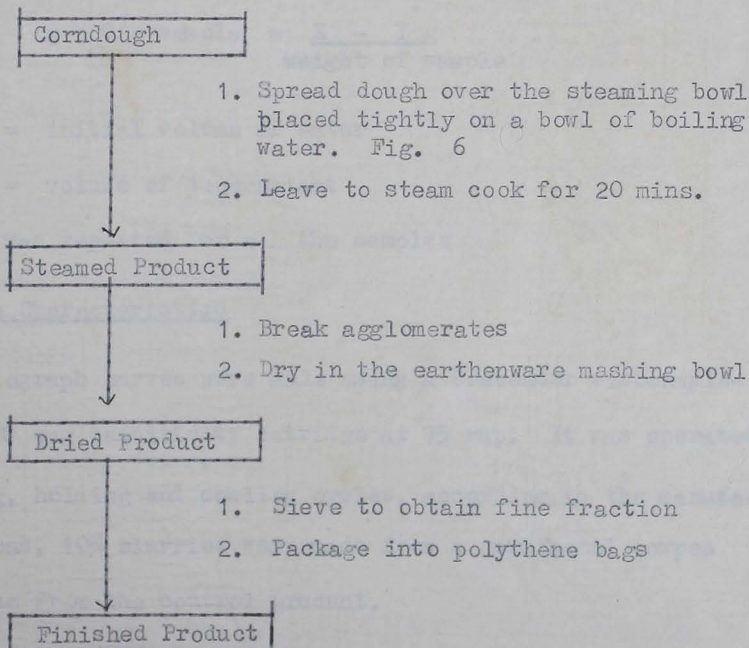 Corndough
1. Spread dough over the steaming bowl
placed tightly on a bowl of boiling
water. Fig. 6
2. Leave to steam cook for 20 mins.
Steamed Product
1. Break agglomerates
2. Dry in the earthenware mashing bowl
Dried Product
1. Sieve to obtain fine fraction
2. Package into polythene bags
Finished Product